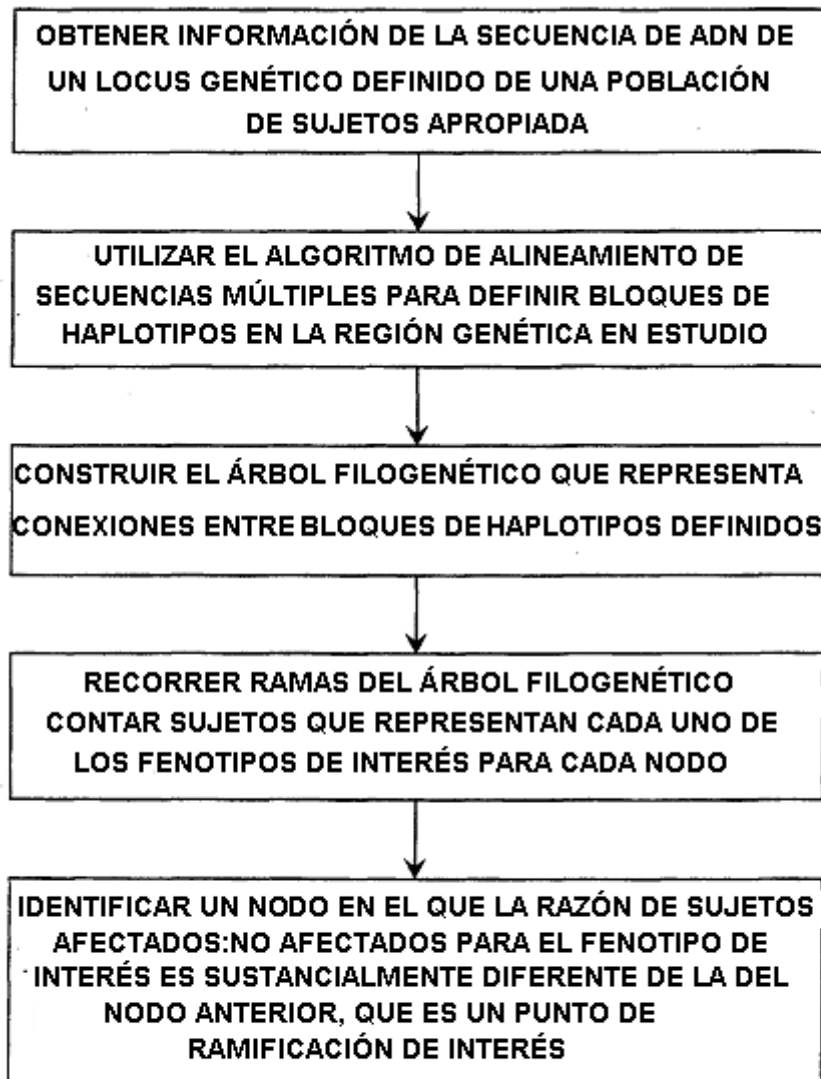 OBTENER INFORMACIÓN DE LA SECUENCIA DE ADN DE
UN LOCUS GENÉTICO DEFINIDO DE UNA POBLACIÓN
DE SUJETOS APROPIADA
UTILIZAR EL ALGORITMO DE ALINEAMIENTO DE
SECUENCIAS MÚLTIPLES PARA DEFINIR BLOQUES DE
HAPLOTIPOS EN LA REGIÓN GENÉTICA EN ESTUDIO
CONSTRUIR EL ÁRBOL FILOGENÉTICO QUE REPRESENTA
CONEXIONES ENTRE BLOQUES DE HAPLOTIPOS DEFINIDOS
RECORRER RAMAS DEL ÁRBOL FILOGENÉTICO
CONTAR SUJETOS QUE REPRESENTAN CADA UNO DE
LOS FENOTIPOS DE INTERÉS PARA CADA NODO
IDENTIFICAR UN NODO EN EL QUE LA RAZÓN DE SUJETOS
AFECTADOS:NO AFECTADOS PARA EL FENOTIPO DE
INTERÉS ES SUSTANCIALMENTE DIFERENTE DE LA DEL
NODO ANTERIOR, QUE ES UN PUNTO DE
RAMIFICACIÓN DE INTERÉS